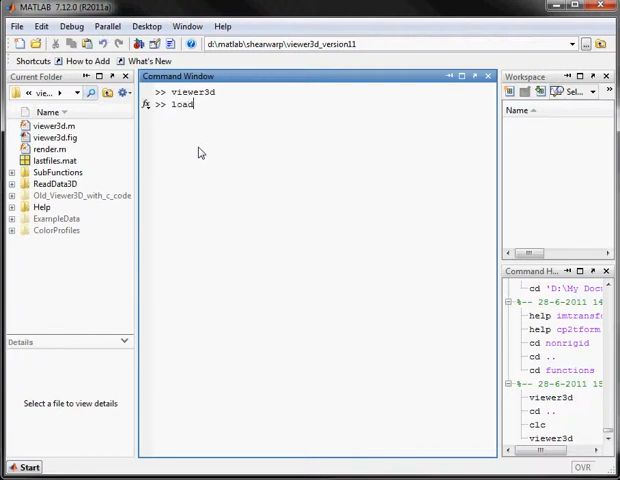 MATLAB 7.12.0 (R2011a)
File Edit Debug Parallel Desktop Window Help
d:\matlab\shearwarp\viewer3d_version11
Shortcuts How to Add What's New
Current Folder
« vie...
Name
viewer3d.m
viewer3d.fig
render.m
lastfiles.mat
SubFunctions
ReadData3D
Old_Viewer3D_with_c_code
Help
ExampleData
ColorProfiles
Details
Select a file to view details
Command Window
>> viewer3d
fx >> load
Workspace
Sel...
Name
Command H...
cd 'D:\My Docu
%-- 28-6-2011 14
help imtransfo
help cp2tform
cd nonrigid
cd ..
cd functions
%-- 28-6-2011 15
viewer3d
cd ..
clc
viewer3d
Start
OVR